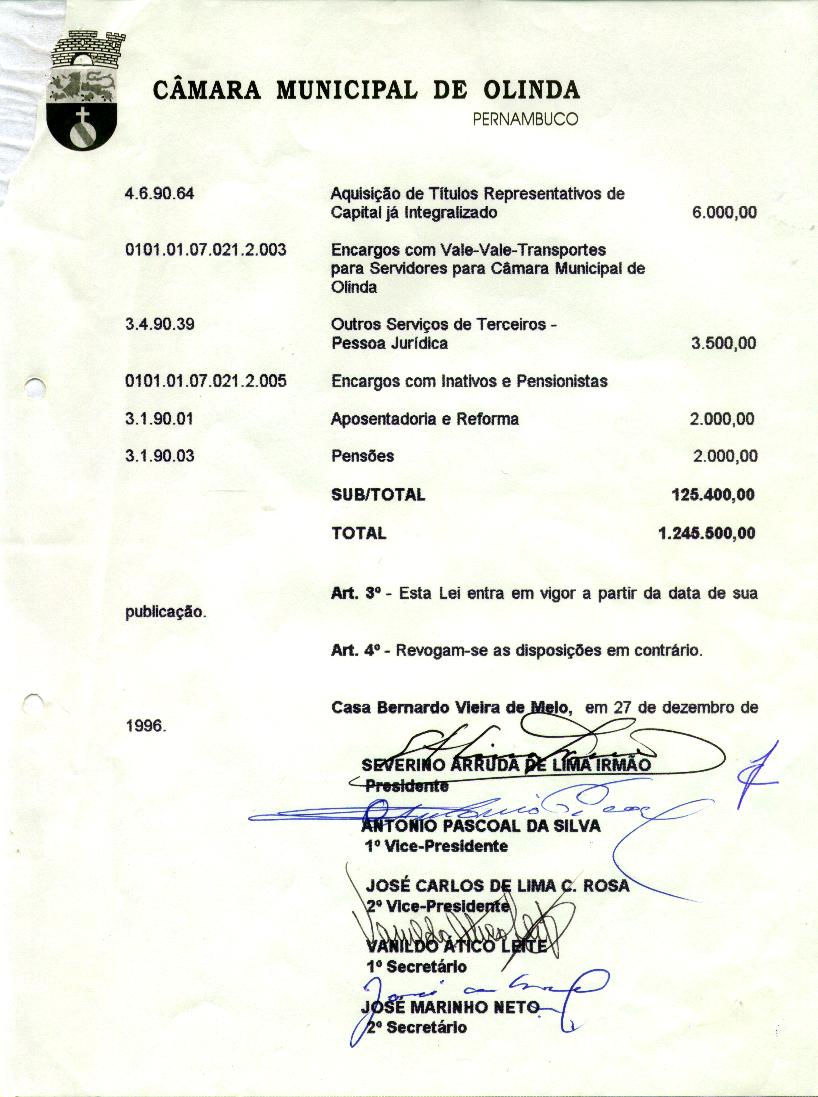 CÂMARA MUNICIPAL DE OLINDA
PERNAMBUCO
4.6.90.64 Aquisição de Títulos Representativos de
Capital já Integralizado 6.000,00
0101.01.07.021.2.003 Encargos com Vale-Vale-Transportes
para Servidores para Câmara Municipal de
Olinda
3.4.90.39 Outros Serviços de Terceiros -
Pessoa Jurídica 3.500,00
0101.01.07.021.2.005 Encargos com Inativos e Pensionistas
3.1.90.01 Aposentadoria e Reforma 2.000,00
3.1.90.03 Pensões 2.000,00
SUB/TOTAL 125.400,00
TOTAL 1.245.500,00
Art. 3º - Esta Lei entra em vigor a partir da data de sua
publicação.
Art. 4º - Revogam-se as disposições em contrário.
Casa Bernardo Vieira de Melo, em 27 de dezembro de
1996.
SEVERINO ARRUDA DE LIMA IRMÃO
Presidente
ANTONIO PASCOAL DA SILVA
1º Vice-Presidente
JOSÉ CARLOS DE LIMA C. ROSA
2º Vice-Presidente
VANILDO ÁTICO LEITE
1º Secretário
JOSÉ MARINHO NETO
2º Secretário